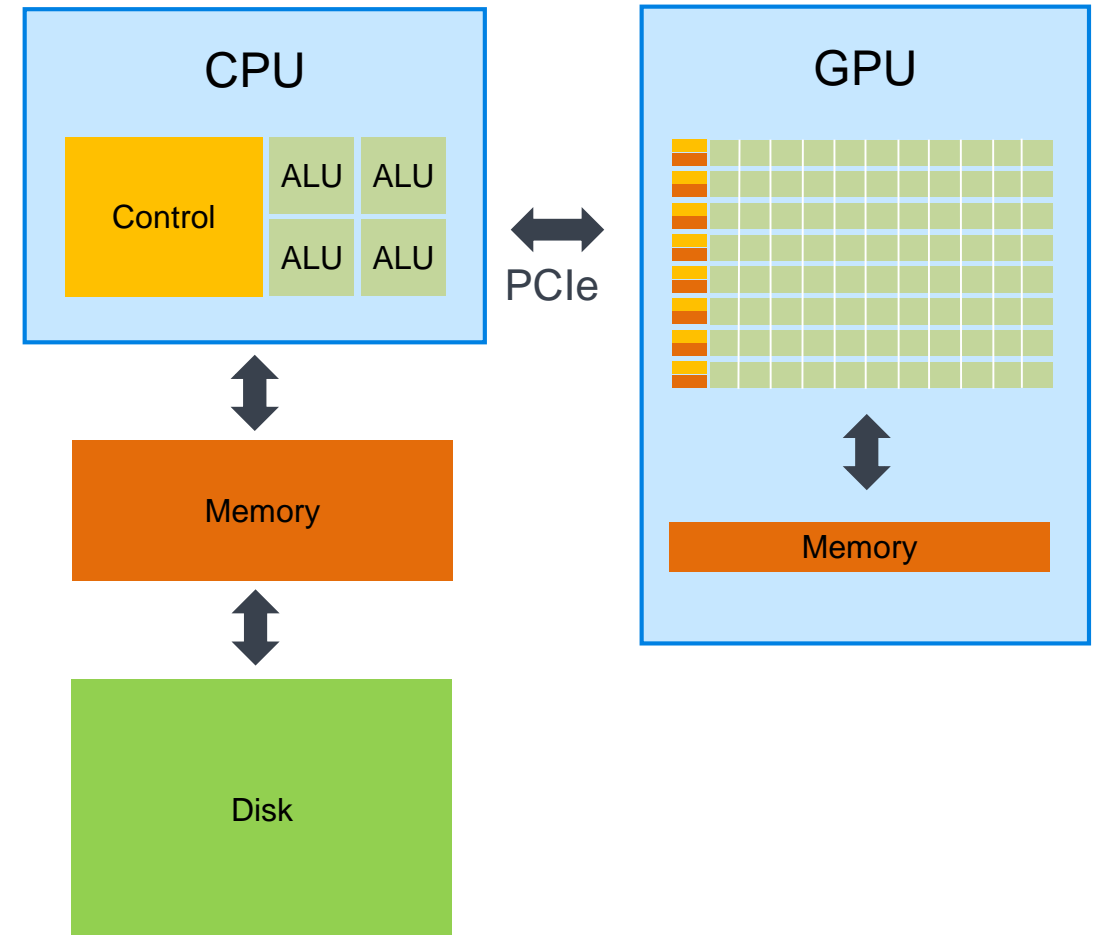 CPU
Control
ALU ALU
ALU ALU
PCIe
GPU
Memory
Memory
Disk